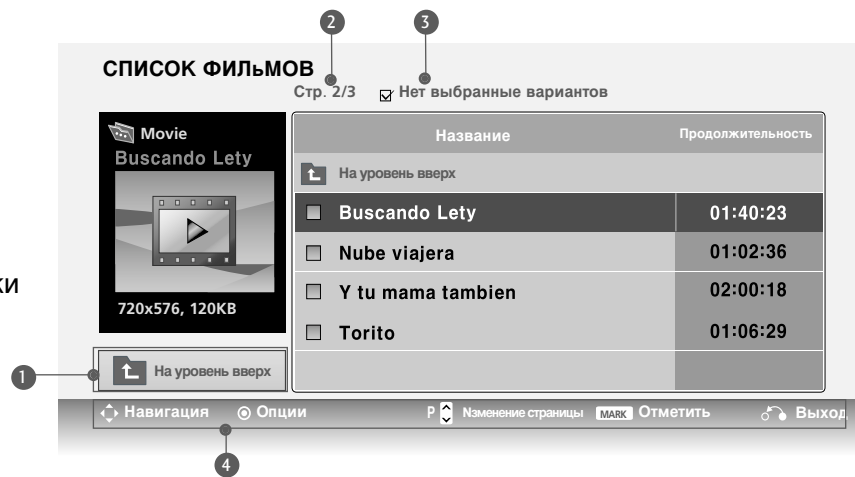 2 3
СПИСОК ФИЛЬМОВ
Стр. 2/3 Нет выбранные вариантов
Movie
Buscando Lety
720x576, 120KB
Название Продолжительность
На уровень вверх
Buscando Lety 01:40:23
Nube viajera 01:02:36
Y tu mama tambien 02:00:18
Torito 01:06:29
ки
1 На уровень вверх
Навигация Опции P Nзменение страницы MARK Отметить Выход
4